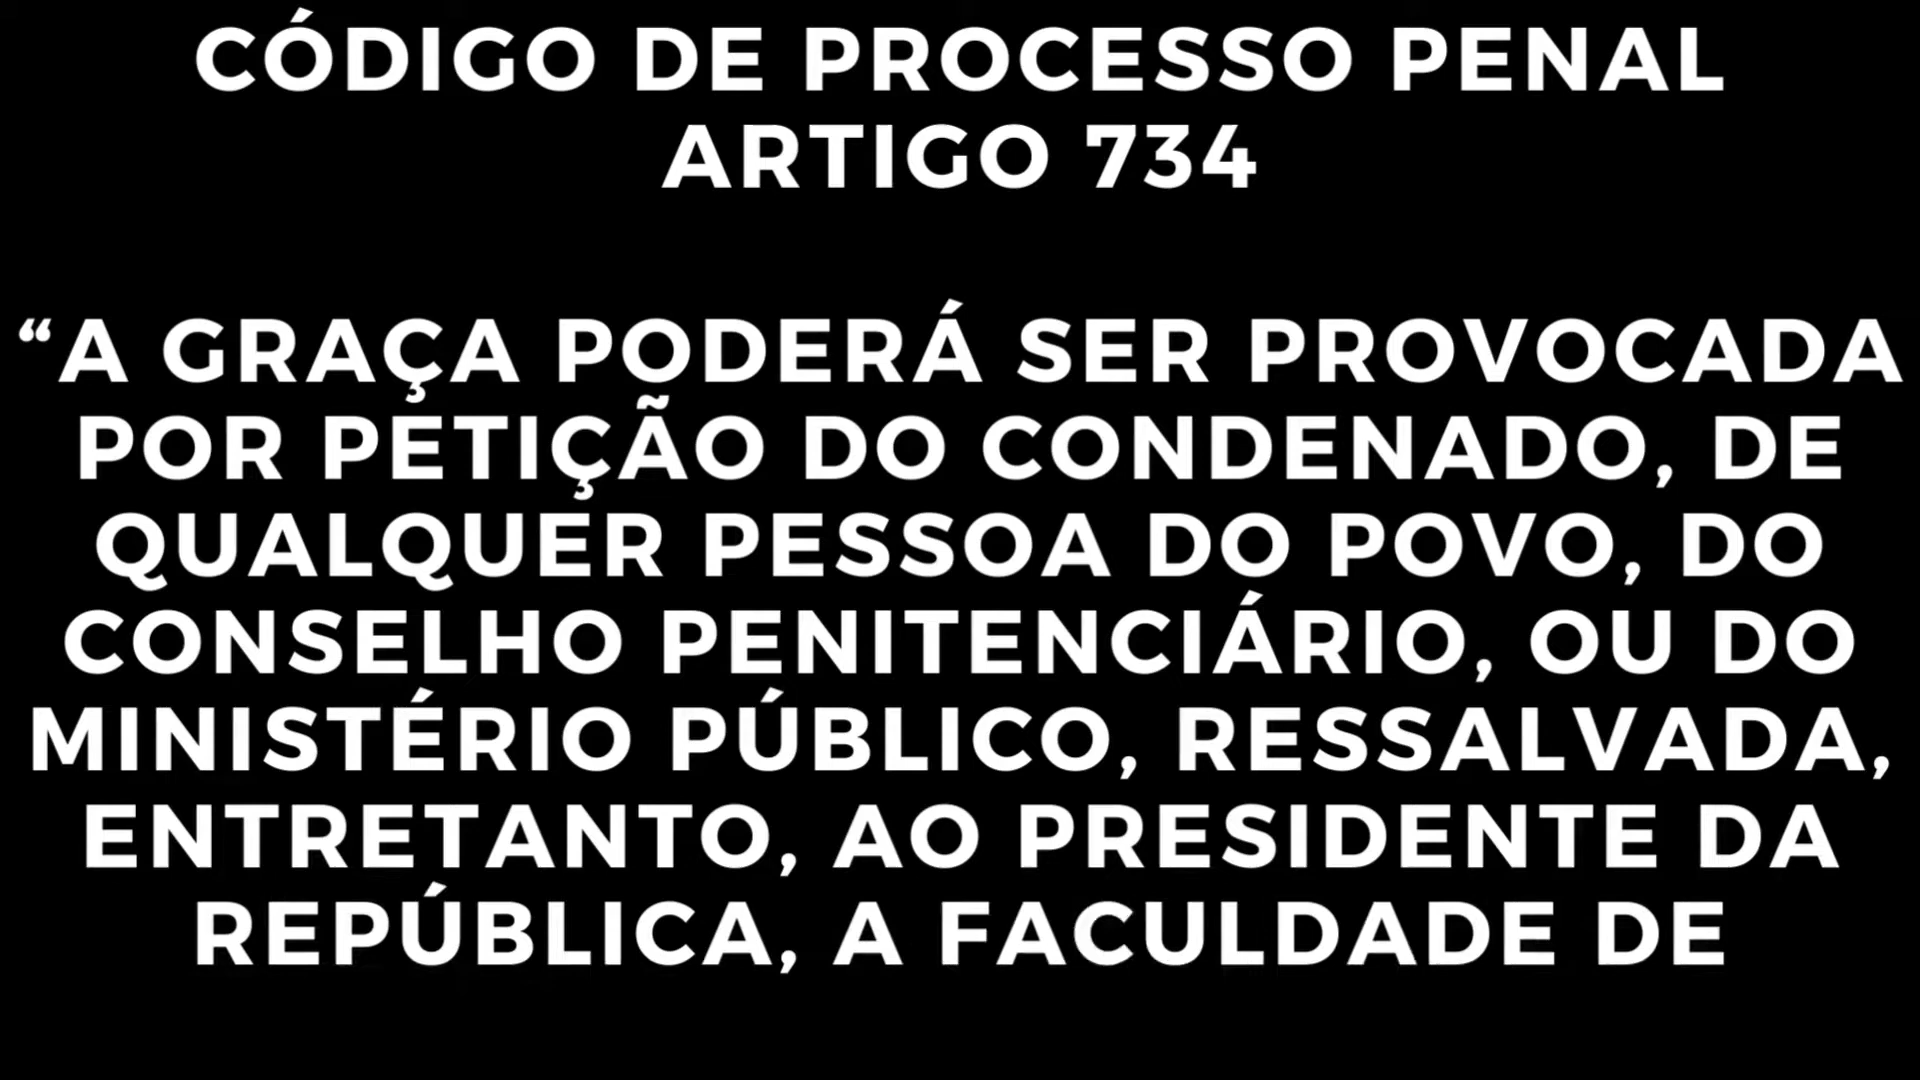 CÓDIGO DE PROCESSO PENAL
ARTIGO 734
“A GRAÇA PODERÁ SER PROVOCADA
POR PETIÇÃO DO CONDENADO, DE
QUALQUER PESSOA DO POVO, DO
CONSELHO PENITENCIÁRIO, OU DO
MINISTÉRIO PÚBLICO, RESSALVADA,
ENTRETANTO, AO PRESIDENTE DA
REPÚBLICA, A FACULDADE DE